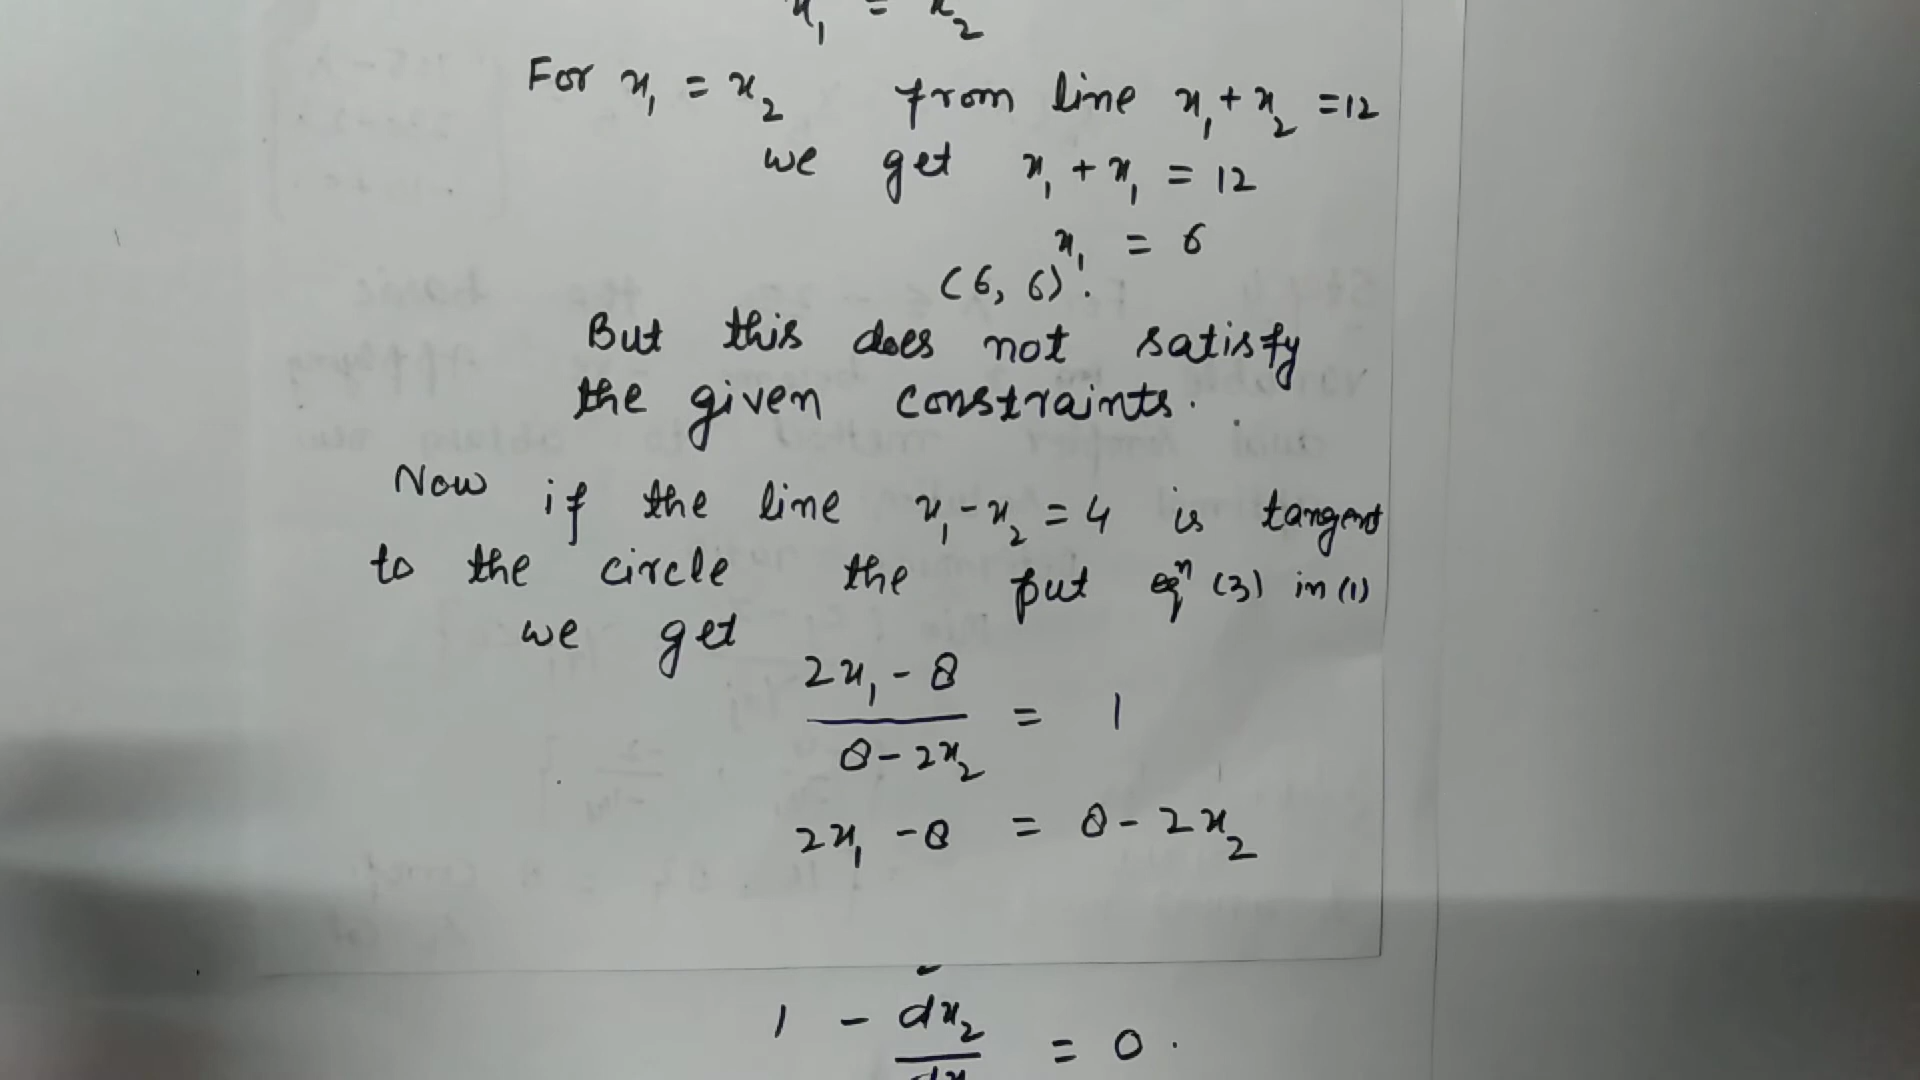 x₁ = x₂
For x₁ = x₂ from line x₁ + x₂ = 12
we get x₁ + x₁ = 12
x₁ = 6
(6, 6).
But this does not satisfy
the given constraints.
Now if the line x₁ - x₂ = 4 is tangent
to the circle the put eqⁿ (3) in (1)
we get
2x₁ - 8
8 - 2x₂ = 1
2x₁ - 8 = 8 - 2x₂
1 - dx₂ = 0.